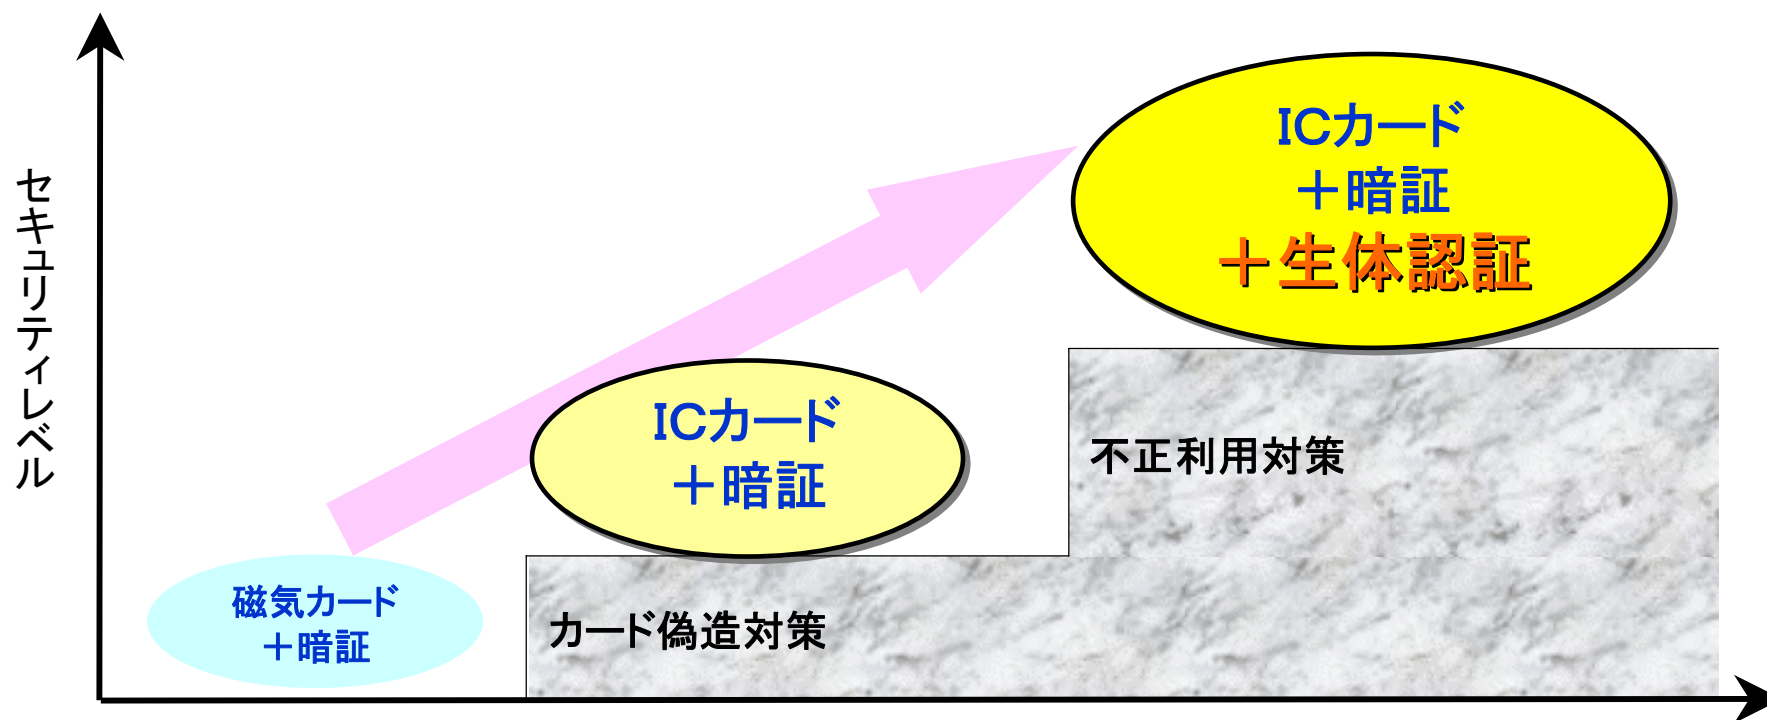 セキュリティレベル
ICカード
＋暗証
＋生体認証
ICカード
＋暗証
不正利用対策
磁気カード
＋暗証
カード偽造対策